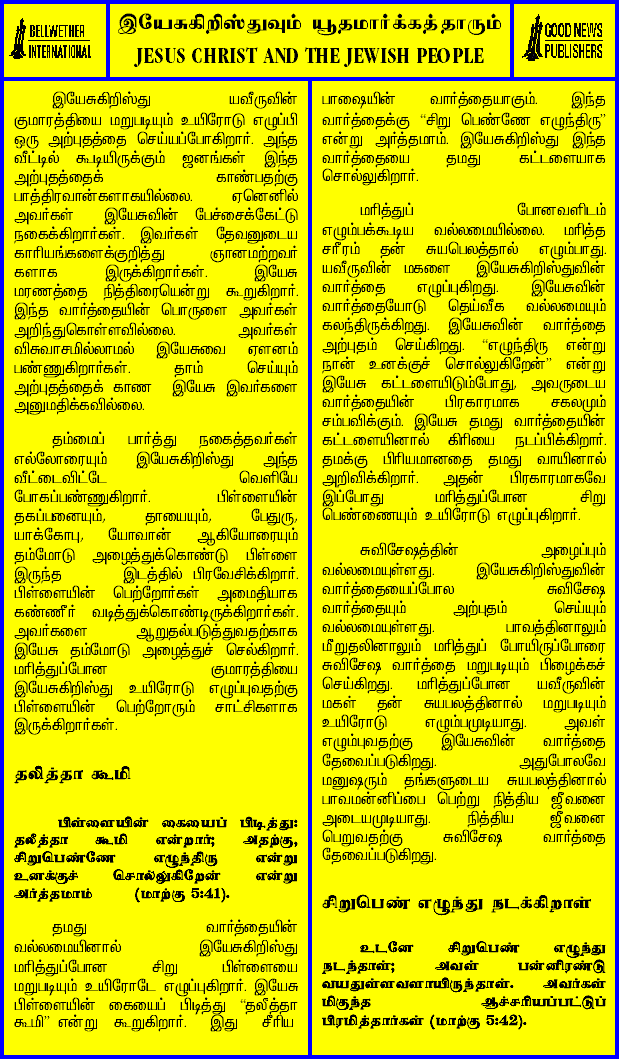 BELLWETHER
INTERNATIONAL
இயேசுகிறிஸ்துவும் யூதமார்க்கத்தாரும்
JESUS CHRIST AND THE JEWISH PEOPLE
GOOD NEWS
PUBLISHERS
இயேசுகிறிஸ்து யவீருவின்
குமாரத்தியை மறுபடியும் உயிரோடு எழுப்பி
ஒரு அற்புதத்தை செய்யப்போகிறார். அந்த
வீட்டில் கூடியிருக்கும் ஜனங்கள் இந்த
அற்புதத்தைக் காண்பதற்கு
பாத்திரவான்களாகயில்லை. ஏனெனில்
அவர்கள் இயேசுவின் பேச்சைக்கேட்டு
நகைக்கிறார்கள். இவர்கள் தேவனுடைய
காரியங்களைக்குறித்து ஞானமற்றவர்
களாக இருக்கிறார்கள். இயேசு
மரணத்தை நித்திரையென்று கூறுகிறார்.
இந்த வார்த்தையின் பொருளை அவர்கள்
அறிந்துகொள்ளவில்லை. அவர்கள்
விசுவாசமில்லாமல் இயேசுவை ஏளனம்
பண்ணுகிறார்கள். தாம் செய்யும்
அற்புதத்தைக் காண இயேசு இவர்களை
அனுமதிக்கவில்லை.
தம்மைப் பார்த்து நகைத்தவர்கள்
எல்லோரையும் இயேசுகிறிஸ்து அந்த
வீட்டைவிட்டே வெளியே
போகப்பண்ணுகிறார். பிள்ளையின்
தகப்பனையும், தாயையும், பேதுரு,
யாக்கோபு, யோவான் ஆகியோரையும்
தம்மோடு அழைத்துக்கொண்டு பிள்ளை
இருந்த இடத்தில் பிரவேசிக்கிறார்.
பிள்ளையின் பெற்றோர்கள் அமைதியாக
கண்ணீர் வடித்துக்கொண்டிருக்கிறார்கள்.
அவர்களை ஆறுதல்படுத்துவதற்காக
இயேசு தம்மோடு அழைத்துச் செல்கிறார்.
மரித்துப்போன குமாரத்தியை
இயேசுகிறிஸ்து உயிரோடு எழுப்புவதற்கு
பிள்ளையின் பெற்றோரும் சாட்சிகளாக
இருக்கிறார்கள்.
தலித்தா கூமி
பிள்ளையின் கையைப் பிடித்து:
தலீத்தா கூமி என்றார்; அதற்கு,
சிறுபெண்ணே எழுந்திரு என்று
உனக்குச் சொல்லுகிறேன் என்று
அர்த்தமாம் (மாற்கு 5:41).
தமது வார்த்தையின்
வல்லமையினால் இயேசுகிறிஸ்து
மரித்துப்போன சிறு பிள்ளையை
மறுபடியும் உயிரோடே எழுப்புகிறார். இயேசு
பிள்ளையின் கையைப் பிடித்து “தலீத்தா
கூமி” என்று கூறுகிறார். இது சீரிய
பாஷையின் வார்த்தையாகும். இந்த
வார்த்தைக்கு “சிறு பெண்ணே எழுந்திரு”
என்று அர்த்தமாம். இயேசுகிறிஸ்து இந்த
வார்த்தையை தமது கட்டளையாக
சொல்லுகிறார்.
மரித்துப் போனவளிடம்
எழும்பக்கூடிய வல்லமையில்லை. மரித்த
சரீரம் தன் சுயபெலத்தால் எழும்பாது.
யவீருவின் மகளை இயேசுகிறிஸ்துவின்
வார்த்தை எழுப்புகிறது. இயேசுவின்
வார்த்தையோடு தெய்வீக வல்லமையும்
கலந்திருக்கிறது. இயேசுவின் வார்த்தை
அற்புதம் செய்கிறது. “எழுந்திரு என்று
நான் உனக்குச் சொல்லுகிறேன்” என்று
இயேசு கட்டளையிடும்போது, அவருடைய
வார்த்தையின் பிரகாரமாக சகலமும்
சம்பவிக்கும். இயேசு தமது வார்த்தையின்
கட்டளையினால் கிரியை நடப்பிக்கிறார்.
தமக்கு பிரியமானதை தமது வாயினால்
அறிவிக்கிறார். அதன் பிரகாரமாகவே
இப்போது மரித்துப்போன சிறு
பெண்ணையும் உயிரோடு எழுப்புகிறார்.
சுவிசேஷத்தின் அழைப்பும்
வல்லமையுள்ளது. இயேசுகிறிஸ்துவின்
வார்த்தையைப்போல சுவிசேஷ
வார்த்தையும் அற்புதம் செய்யும்
வல்லமையுள்ளது. பாவத்தினாலும்
மீறுதலினாலும் மரித்துப் போயிருப்போரை
சுவிசேஷ வார்த்தை மறுபடியும் பிழைக்கச்
செய்கிறது. மரித்துப்போன யவீருவின்
மகள் தன் சுயபலத்தினால் மறுபடியும்
உயிரோடு எழும்பமுடியாது. அவள்
எழும்புவதற்கு இயேசுவின் வார்த்தை
தேவைப்படுகிறது. அதுபோலவே
மனுஷரும் தங்களுடைய சுயபலத்தினால்
பாவமன்னிப்பை பெற்று நித்திய ஜீவனை
அடையமுடியாது. நித்திய ஜீவனை
பெறுவதற்கு சுவிசேஷ வார்த்தை
தேவைப்படுகிறது.
சிறுபெண் எழுந்து நடக்கிறாள்
உடனே சிறுபெண் எழுந்து
நடந்தாள்; அவள் பன்னிரண்டு
வயதுள்ளவளாயிருந்தாள். அவர்கள்
மிகுந்த ஆச்சரியப்பட்டுப்
பிரமித்தார்கள் (மாற்கு 5:42).